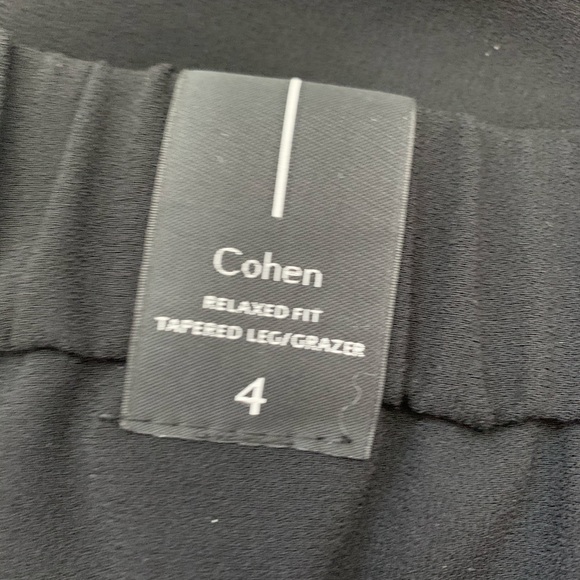 Cohen
RELAXED FIT
TAPERED LEG/GRAZER
4